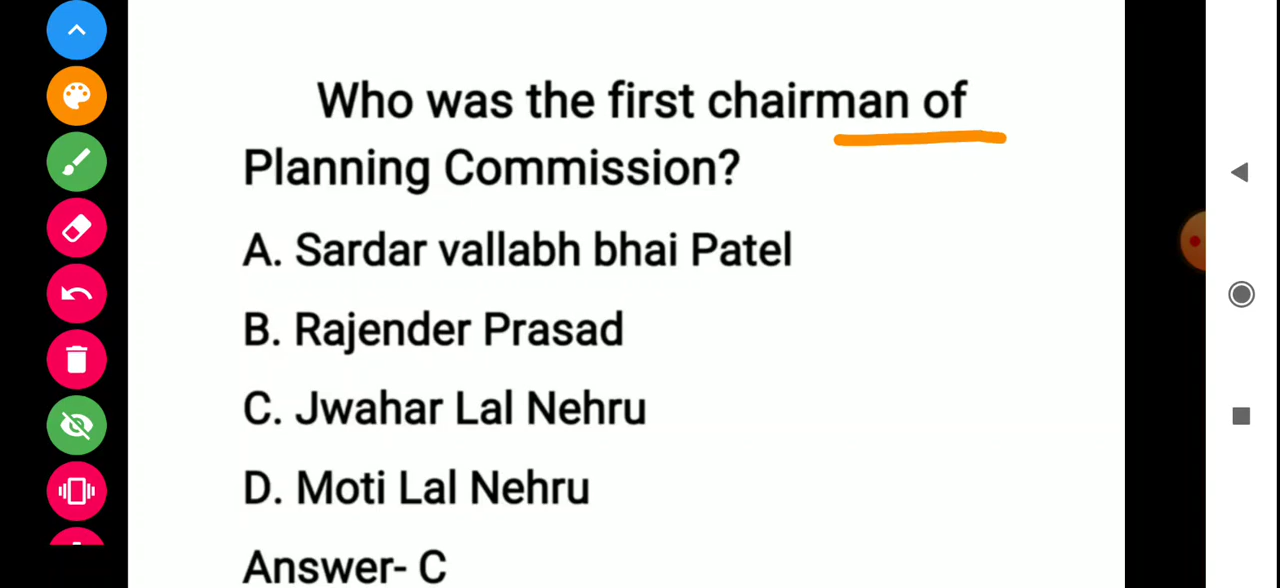 Who was the first chairman of
Planning Commission?
A. Sardar vallabh bhai Patel
B. Rajender Prasad
C. Jwahar Lal Nehru
D. Moti Lal Nehru
Answer- C